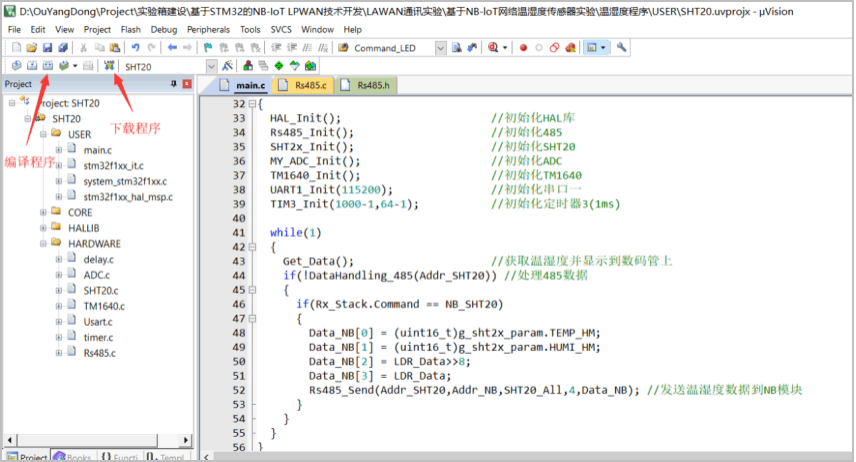 D:\OuYangDong\Project\实验箱建设\基于STM32的NB-IoT LPWAN技术开发\LAWAN通讯实验\基于NB-IoT网络温湿度传感器实验\温湿度程序\USER\SHT20.uvprojx - µVision
File Edit View Project Flash Debug Peripherals Tools SVCS Window Help
Command_LED
SHT20
Project
main.c Rs485.c Rs485.h
Project: SHT20
SHT20
USER
main.c
stm32f1xx_it.c
system_stm32f1xx.c
stm32f1xx_hal_msp.c
CORE
HALLIB
HARDWARE
delay.c
ADC.c
SHT20.c
TM1640.c
Usart.c
timer.c
Rs485.c
编译程序
下载程序
32 {
33 HAL_Init(); //初始化HAL库
34 Rs485_Init(); //初始化485
35 SHT2x_Init(); //初始化SHT20
36 MY_ADC_Init(); //初始化ADC
37 TM1640_Init(); //初始化TM1640
38 UART1_Init(115200); //初始化串口一
39 TIM3_Init(1000-1,64-1); //初始化定时器3(1ms)
40
41 while(1)
42 {
43 Get_Data(); //获取温湿度并显示到数码管上
44 if(!DataHandling_485(Addr_SHT20)) //处理485数据
45 {
46 if(Rx_Stack.Command == NB_SHT20)
47 {
48 Data_NB[0] = (uint16_t)g_sht2x_param.TEMP_HM;
49 Data_NB[1] = (uint16_t)g_sht2x_param.HUMI_HM;
50 Data_NB[2] = LDR_Data>>8;
51 Data_NB[3] = LDR_Data;
52 Rs485_Send(Addr_SHT20,Addr_NB,SHT20_All,4,Data_NB); //发送温湿度数据到NB模块
53 }
54 }
55 }
56 }
Project Books {} Functi 0 Templ